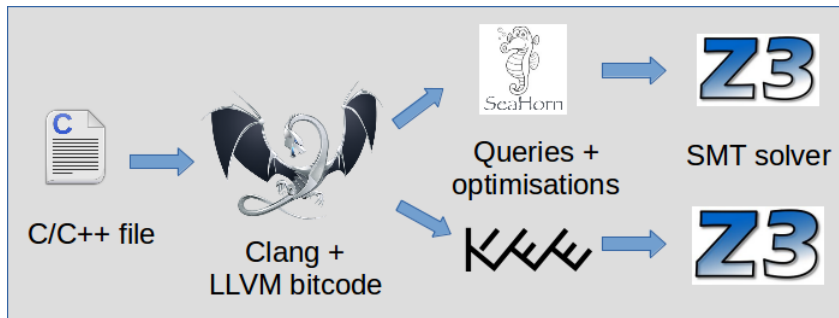 C
C/C++ file
Clang +
LLVM bitcode
SeaHorn
Queries +
optimisations
KLEE
Z3
SMT solver
Z3